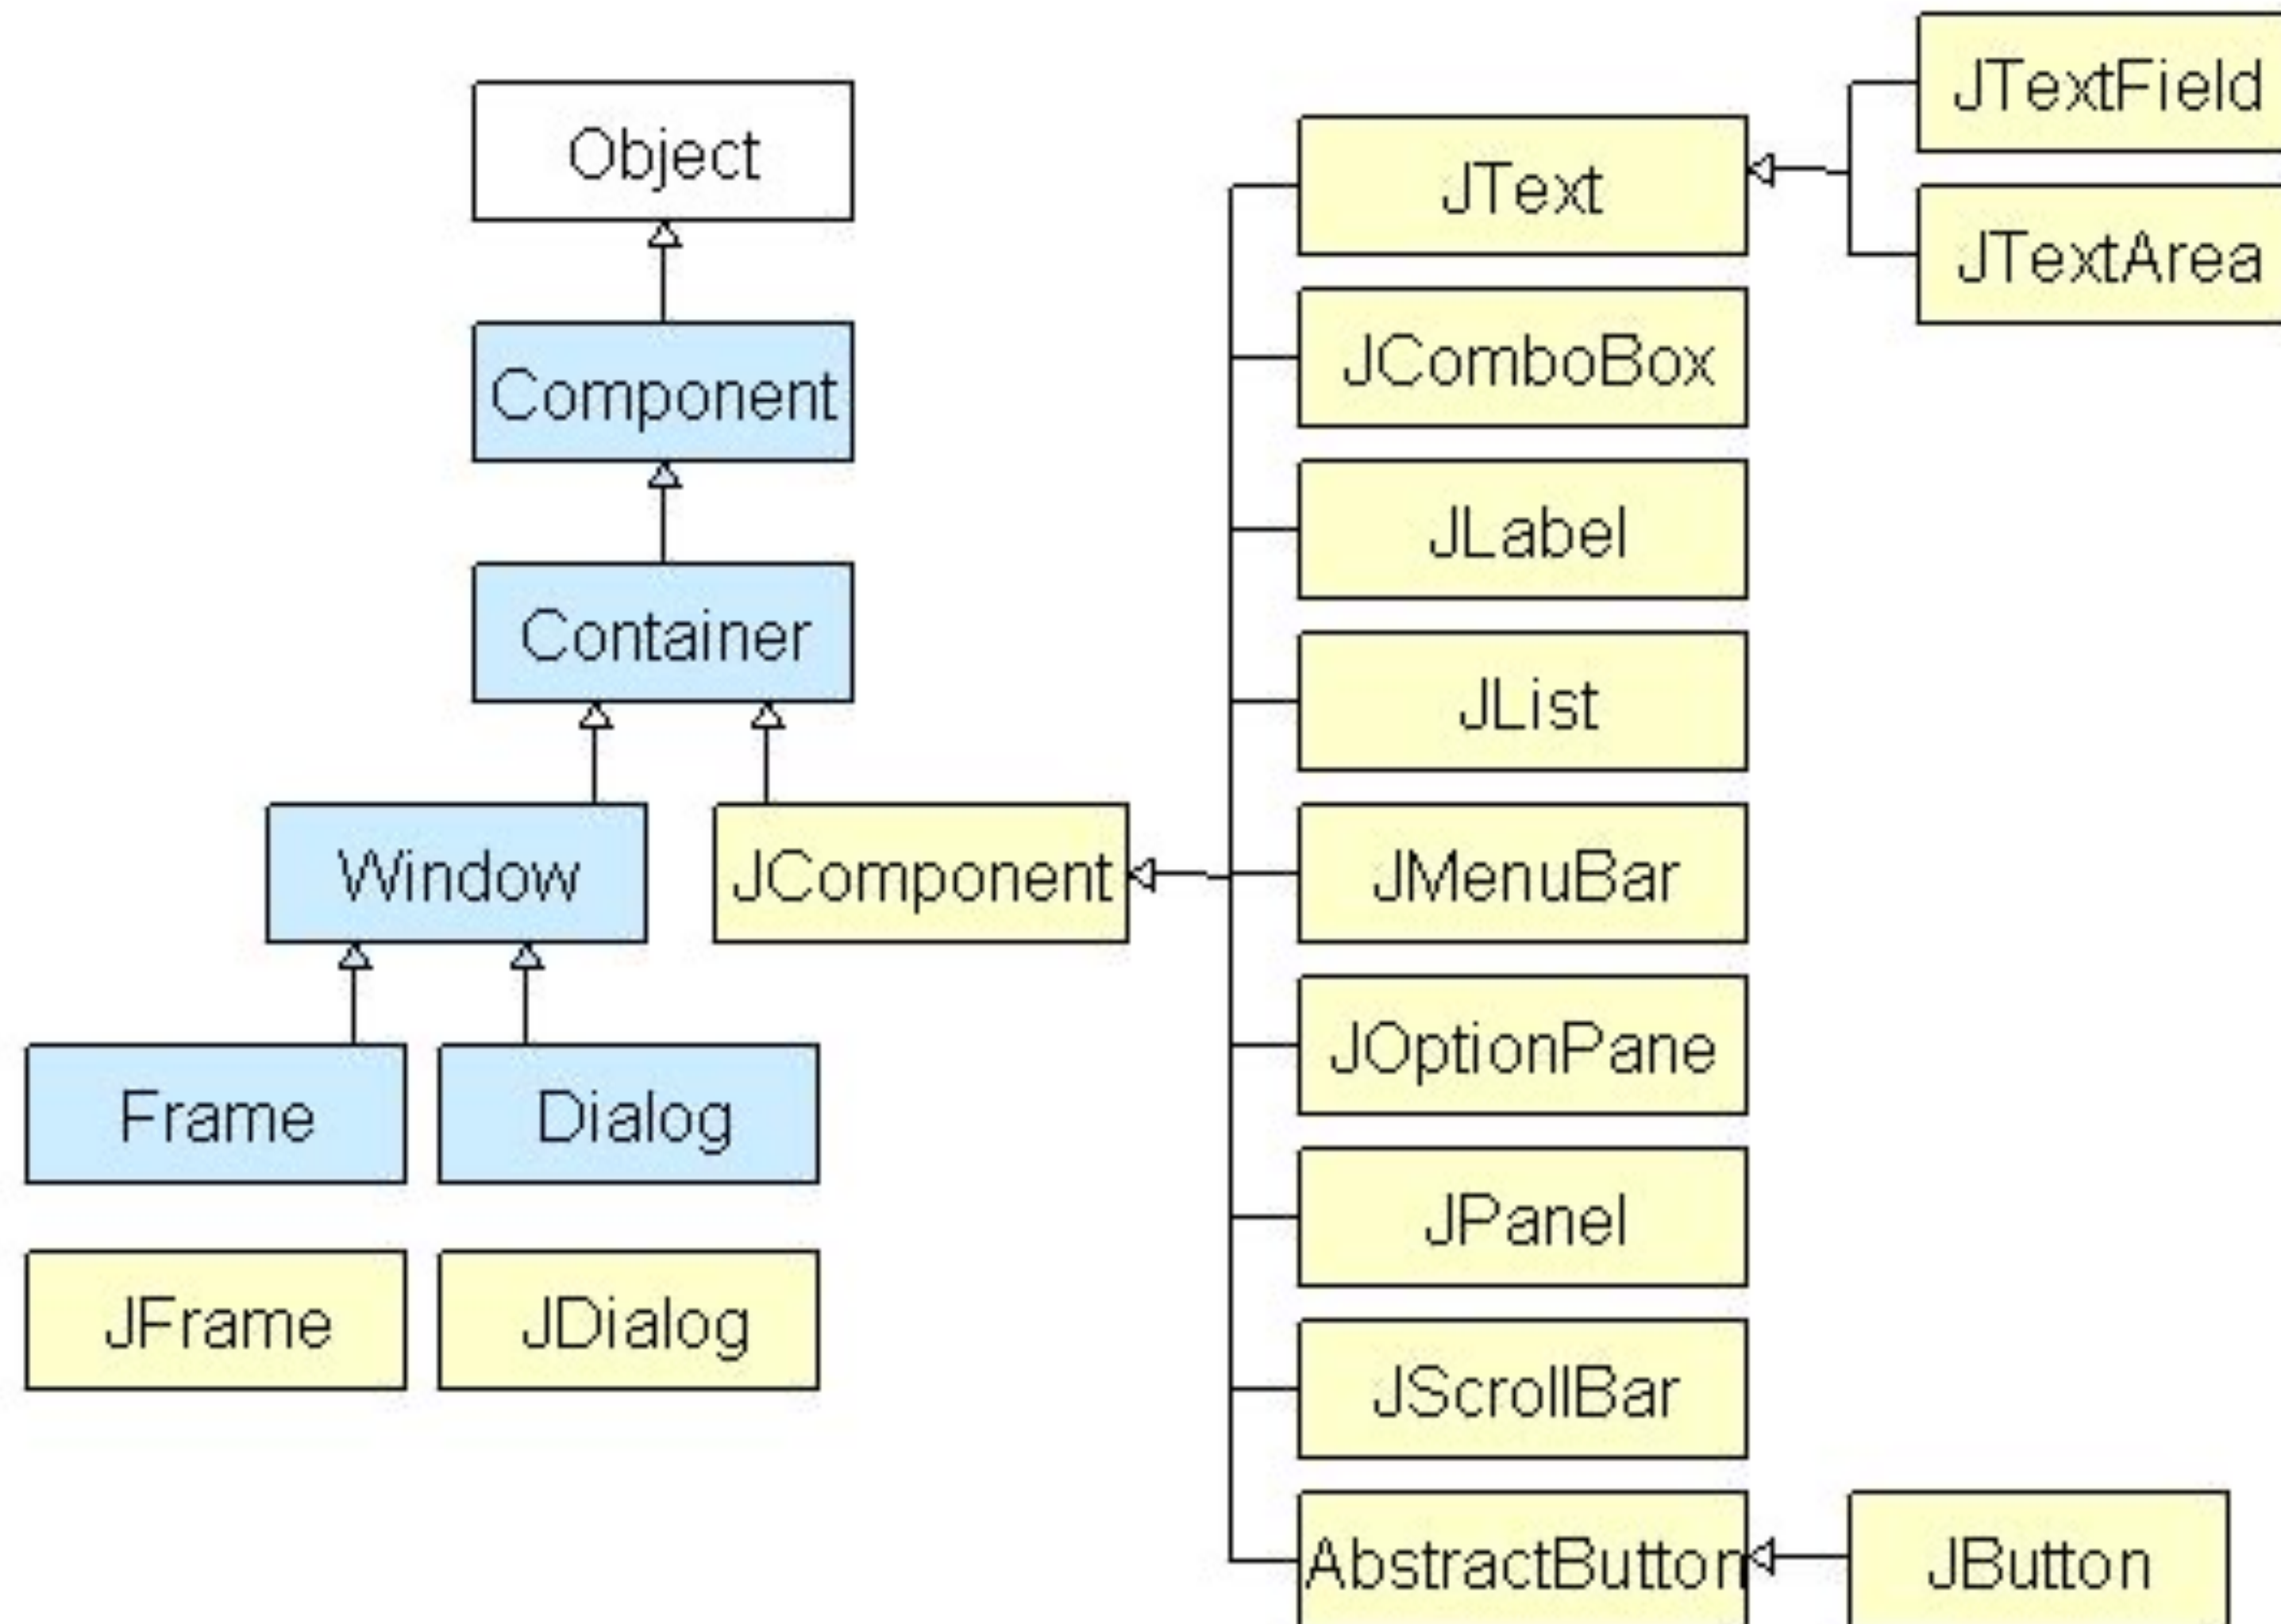 Object
Component
Container
Window
JComponent
Frame
Dialog
JFrame
JDialog
JText
JComboBox
JLabel
JList
JMenuBar
JOptionPane
JPanel
JScrollBar
AbstractButton
JTextField
JTextArea
JButton